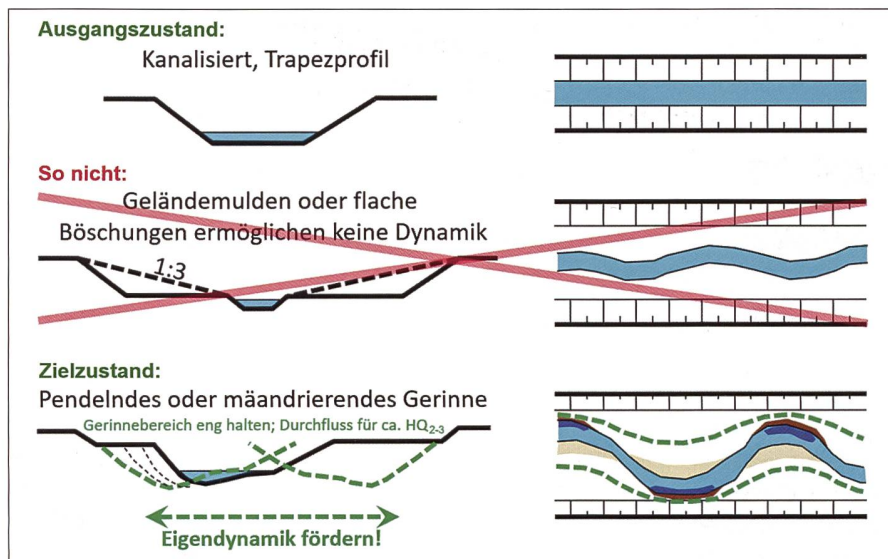 Ausgangszustand:
Kanalisiert, Trapezprofil
So nicht:
Geländemulden oder flache
Böschungen ermöglichen keine Dynamik
1:3
Zielzustand:
Pendelndes oder mäandrierendes Gerinne
Gerinnebereich eng halten; Durchfluss für ca. HQ₂₋₃
Eigendynamik fördern!